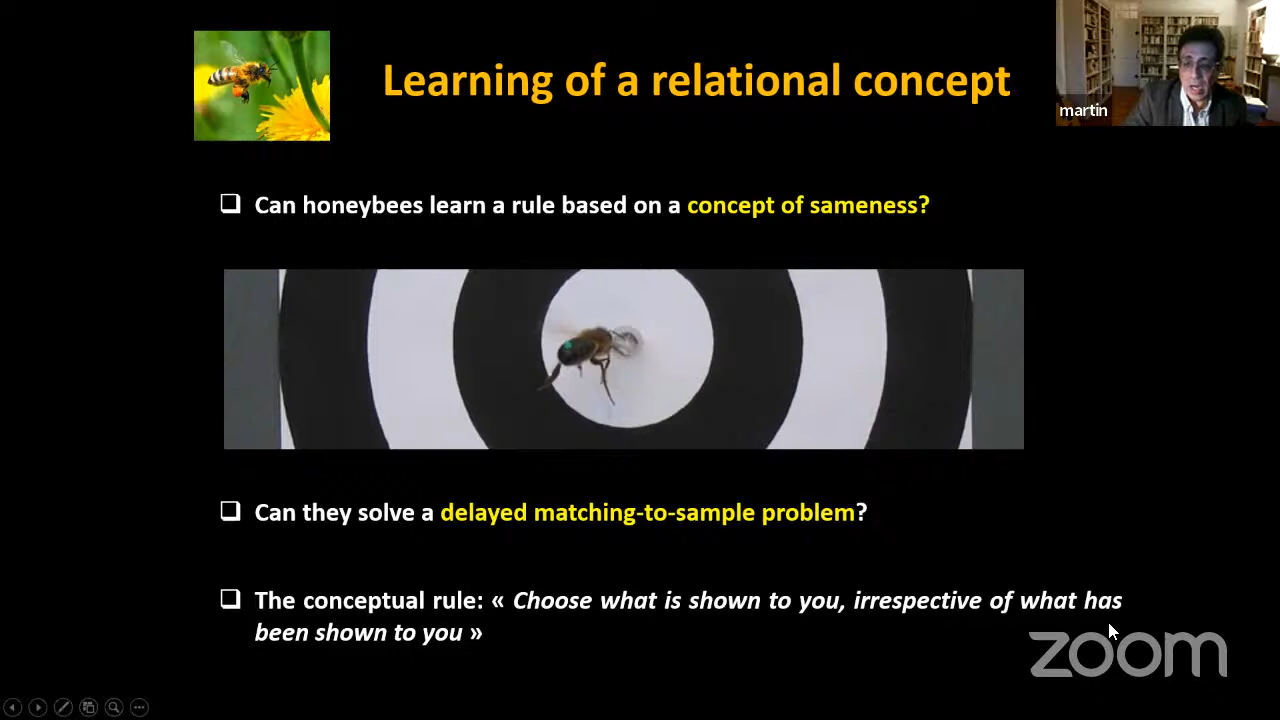 Learning of a relational concept
martin
Can honeybees learn a rule based on a concept of sameness?
Can they solve a delayed matching-to-sample problem?
The conceptual rule: « Choose what is shown to you, irrespective of what has
been shown to you »
zoom